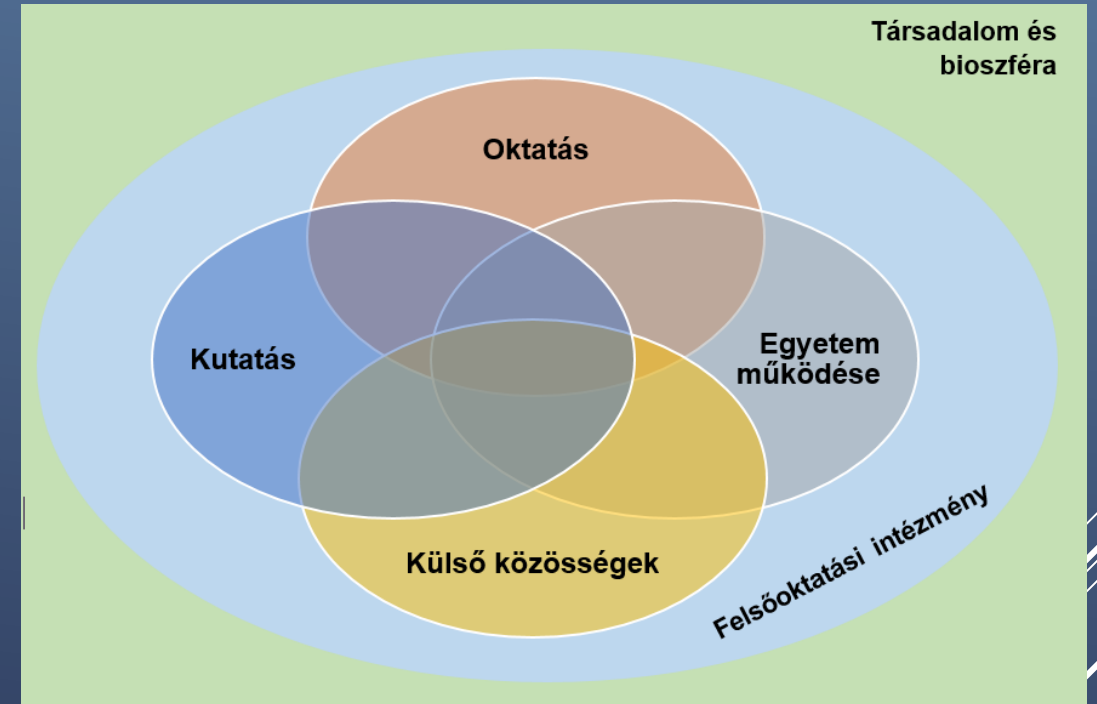 Társadalom és
bioszféra
Oktatás
Kutatás
Egyetem
működése
Külső közösségek
Felsőoktatási intézmény